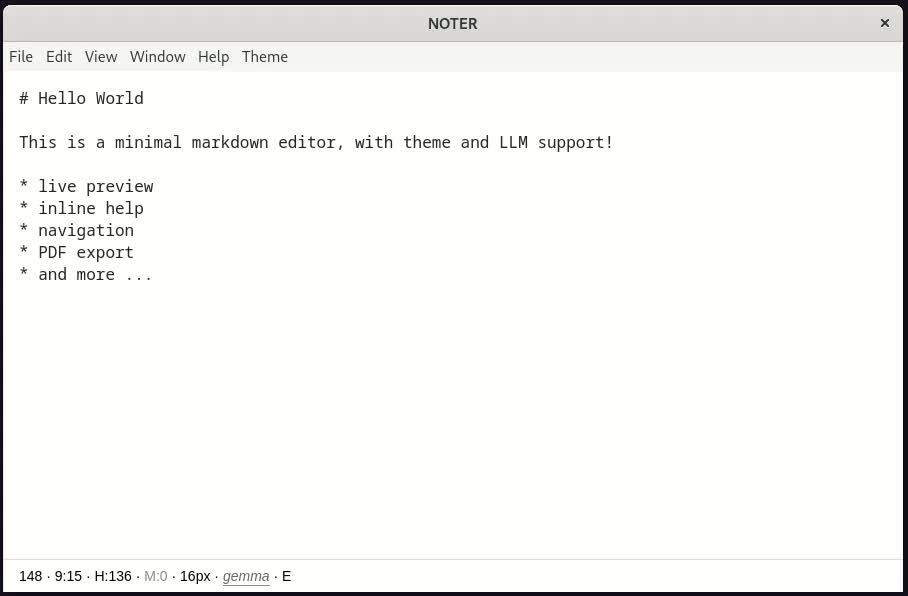 NOTER ×
File Edit View Window Help Theme
# Hello World
This is a minimal markdown editor, with theme and LLM support!
* live preview
* inline help
* navigation
* PDF export
* and more ...
148 · 9:15 · H:136 · M:0 · 16px · gemma · E